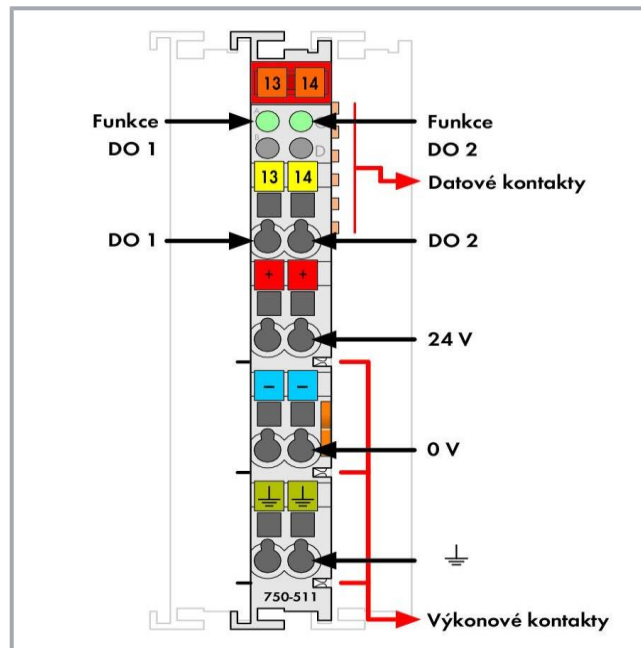 13 14
A C
Funkce
DO 1
Funkce
DO 2
B D
13 14
Datové kontakty
DO 1
DO 2
+ +
24 V
− −
0 V
750-511
Výkonové kontakty